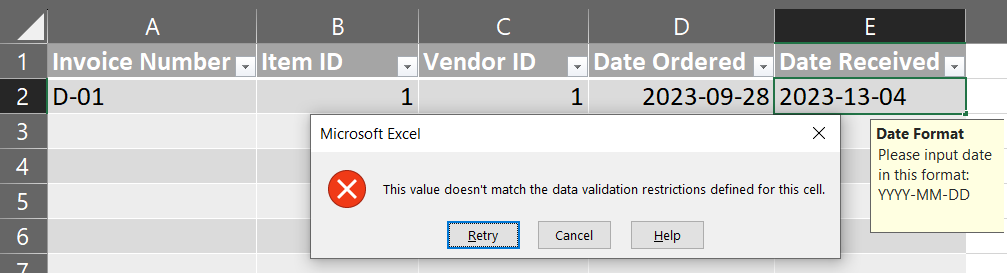 A B C D E
1 Invoice Number Item ID Vendor ID Date Ordered Date Received
2 D-01 1 1 2023-09-28 2023-13-04
3
Microsoft Excel
Date Format
Please input date
in this format:
YYYY-MM-DD
4
This value doesn't match the data validation restrictions defined for this cell.
5
Retry Cancel Help
6
7